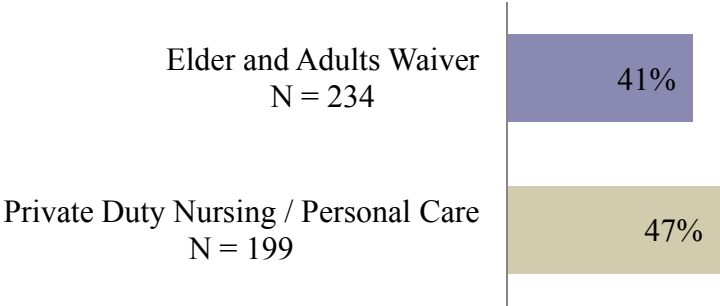 Elder and Adults Waiver
N = 234
41%
Private Duty Nursing / Personal Care
N = 199
47%